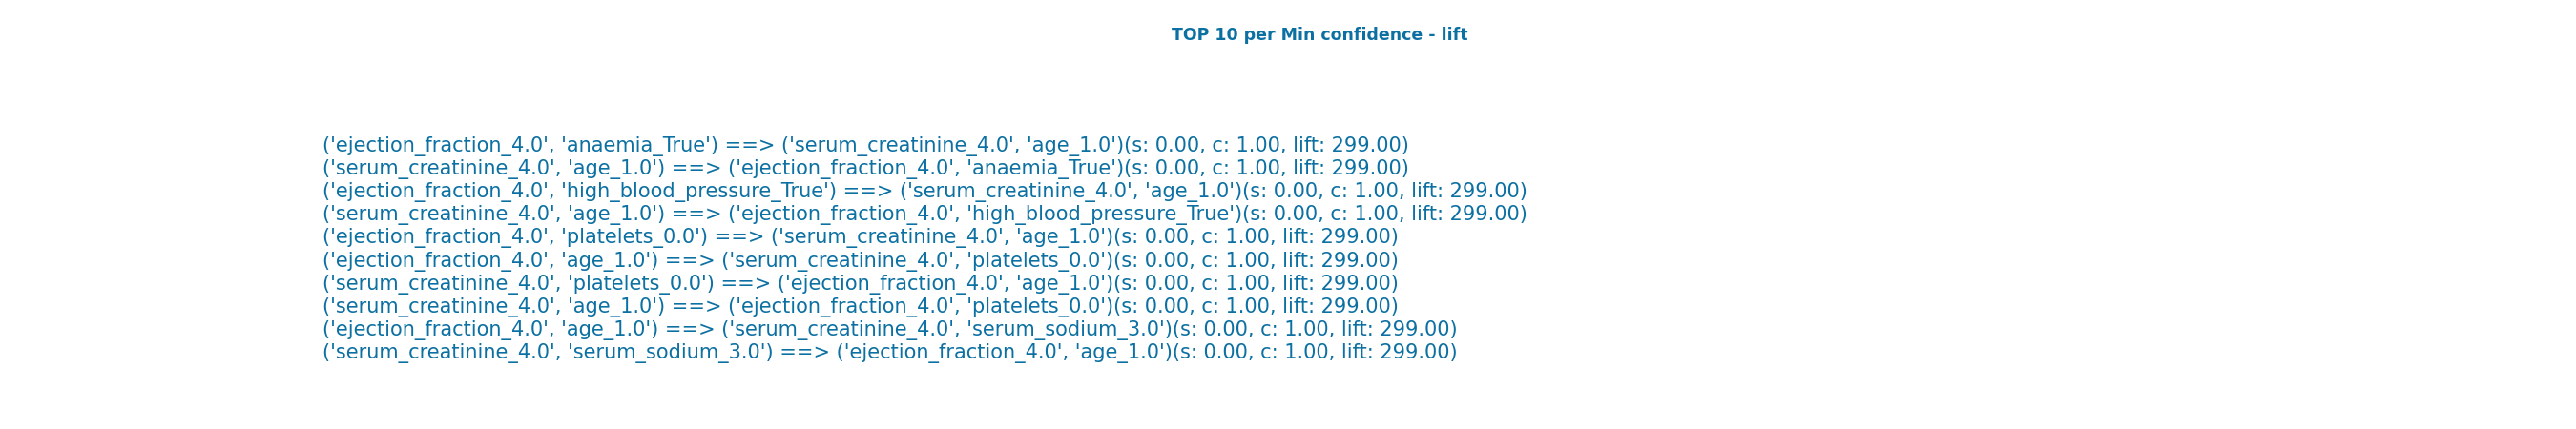 TOP 10 per Min confidence - lift
('ejection_fraction_4.0', 'anaemia_True') ==> ('serum_creatinine_4.0', 'age_1.0')(s: 0.00, c: 1.00, lift: 299.00)
('serum_creatinine_4.0', 'age_1.0') ==> ('ejection_fraction_4.0', 'anaemia_True')(s: 0.00, c: 1.00, lift: 299.00)
('ejection_fraction_4.0', 'high_blood_pressure_True') ==> ('serum_creatinine_4.0', 'age_1.0')(s: 0.00, c: 1.00, lift: 299.00)
('serum_creatinine_4.0', 'age_1.0') ==> ('ejection_fraction_4.0', 'high_blood_pressure_True')(s: 0.00, c: 1.00, lift: 299.00)
('ejection_fraction_4.0', 'platelets_0.0') ==> ('serum_creatinine_4.0', 'age_1.0')(s: 0.00, c: 1.00, lift: 299.00)
('ejection_fraction_4.0', 'age_1.0') ==> ('serum_creatinine_4.0', 'platelets_0.0')(s: 0.00, c: 1.00, lift: 299.00)
('serum_creatinine_4.0', 'platelets_0.0') ==> ('ejection_fraction_4.0', 'age_1.0')(s: 0.00, c: 1.00, lift: 299.00)
('serum_creatinine_4.0', 'age_1.0') ==> ('ejection_fraction_4.0', 'platelets_0.0')(s: 0.00, c: 1.00, lift: 299.00)
('ejection_fraction_4.0', 'age_1.0') ==> ('serum_creatinine_4.0', 'serum_sodium_3.0')(s: 0.00, c: 1.00, lift: 299.00)
('serum_creatinine_4.0', 'serum_sodium_3.0') ==> ('ejection_fraction_4.0', 'age_1.0')(s: 0.00, c: 1.00, lift: 299.00)